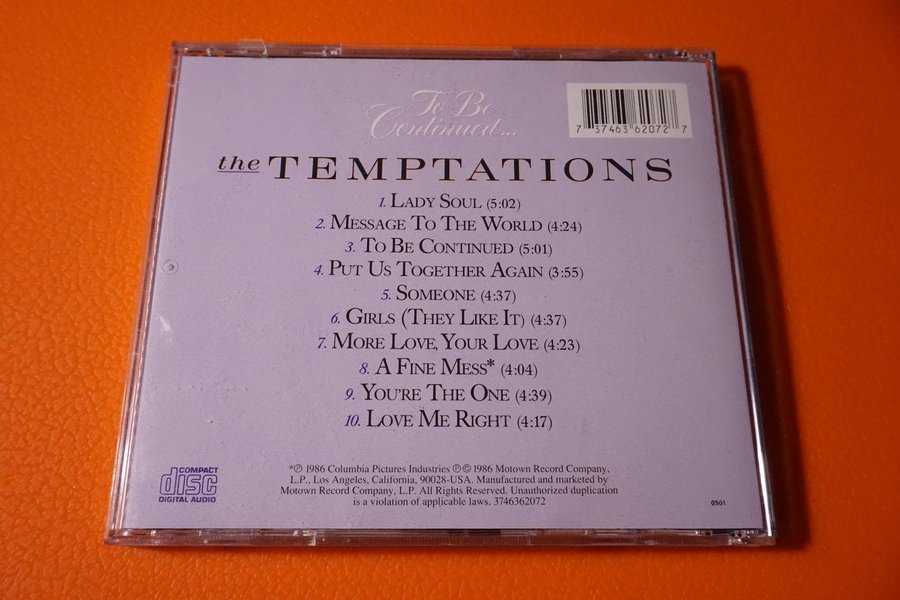 To Be
Continued...
7 37463 62072 7
the TEMPTATIONS
1. LADY SOUL (5:02)
2. MESSAGE TO THE WORLD (4:24)
3. TO BE CONTINUED (5:01)
4. PUT US TOGETHER AGAIN (3:55)
5. SOMEONE (4:37)
6. GIRLS (THEY LIKE IT) (4:37)
7. MORE LOVE, YOUR LOVE (4:23)
8. A FINE MESS* (4:04)
9. YOU'RE THE ONE (4:39)
10. LOVE ME RIGHT (4:17)
*℗ 1986 Columbia Pictures Industries ℗ © 1986 Motown Record Company,
L.P., Los Angeles, California, 90028-USA. Manufactured and marketed by
Motown Record Company, L.P. All Rights Reserved. Unauthorized duplication
is a violation of applicable laws. 3746362072
COMPACT
disc
DIGITAL AUDIO
0501